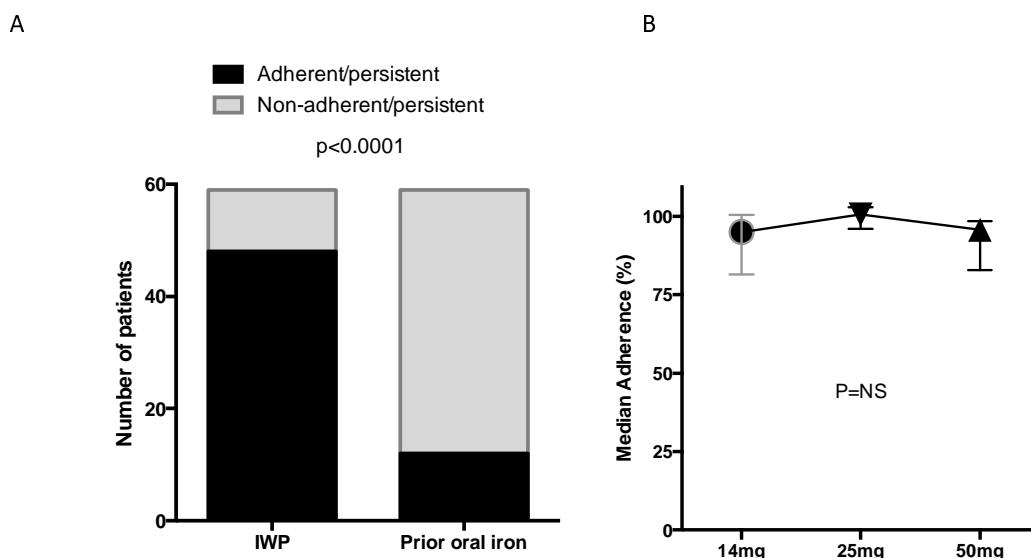 A
Adherent/persistent
Non-adherent/persistent
p<0.0001
Number of patients
60
40
20
0
IWP
Prior oral iron
B
Median Adherence (%)
100
75
50
25
0
P=NS
14mg
25mg
50mg